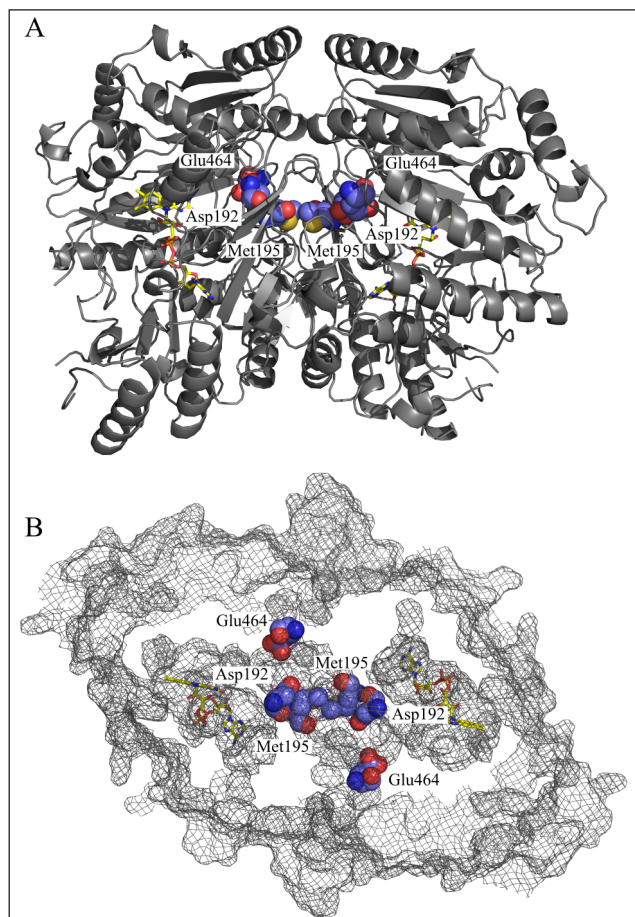 A
Glu464 Glu464
Asp192 Asp192
Met195 Met195
B
Glu464
Met195
Asp192
Asp192
Met195
Glu464